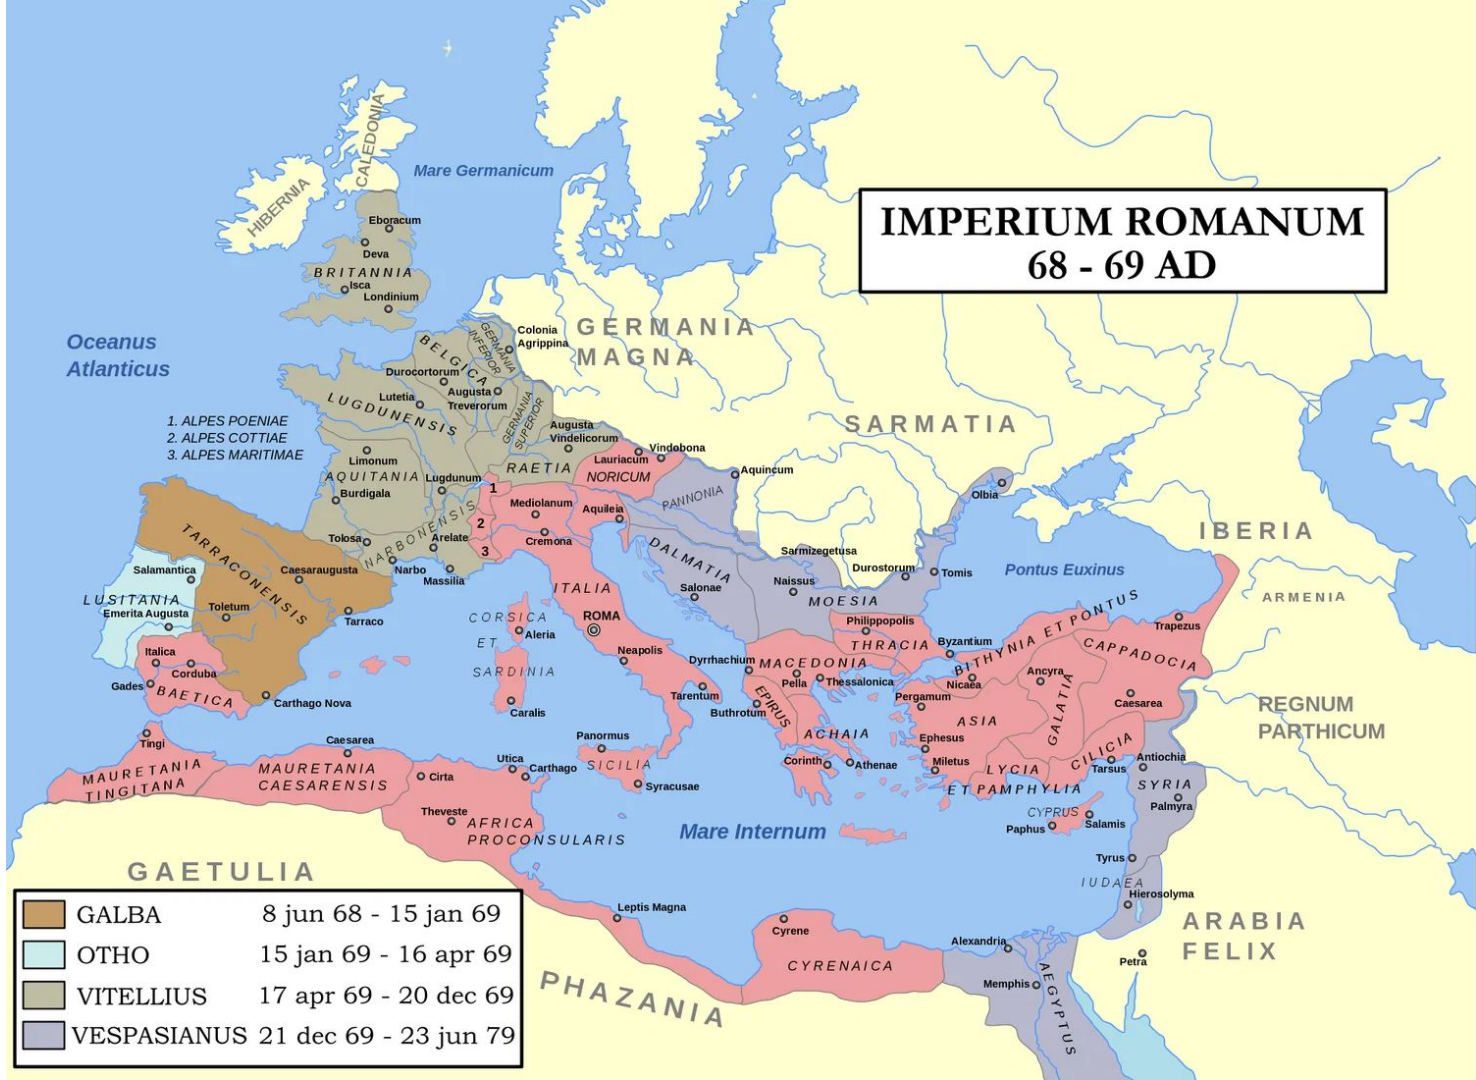 IMPERIUM ROMANUM
68 - 69 AD
CALEDONIA
HIBERNIA
Mare Germanicum
Eboracum
Deva
BRITANNIA
Isca
Londinium
Oceanus
Atlanticus
GERMANIA
MAGNA
SARMATIA
Colonia
Agrippina
GERMANIA
INFERIOR
BELGICA
Durocortorum
Augusta
Treverorum
Lutetia
LUGDUNENSIS
GERMANIA
SUPERIOR
1. ALPES POENIAE
2. ALPES COTTIAE
3. ALPES MARITIMAE
Augusta
Vindelicorum
Limonum
AQUITANIA
Lugdunum
Burdigala
RAETIA
Lauriacum
NORICUM
Vindobona
Aquincum
PANNONIA
Olbia
1
2
3
Mediolanum
Aquileia
Cremona
Tolosa
NARBONENSIS
Arelate
Narbo
Massilia
TARRACONENSIS
Salamantica
Caesaraugusta
LUSITANIA
Emerita Augusta
Toletum
Tarraco
Italica
Corduba
Gades
BAETICA
Carthago Nova
DALMATIA
Salonae
Sarmizegetusa
Naissus
Durostorum
Tomis
MOESIA
Pontus Euxinus
IBERIA
ARMENIA
ITALIA
ROMA
CORSICA
ET
SARDINIA
Aleria
Caralis
Neapolis
Tarentum
Dyrrhachium
Philippopolis
THRACIA
Byzantium
MACEDONIA
Pella
Thessalonica
EPIRUS
Buthrotum
ACHAIA
Corinth
Athenae
BITHYNIA ET PONTUS
Trapezus
Nicaea
Ancyra
CAPPADOCIA
Pergamum
Caesarea
ASIA
GALATIA
Ephesus
Miletus
LYCIA
ET PAMPHYLIA
CILICIA
Tarsus
Antiochia
SYRIA
Palmyra
REGNUM
PARTHICUM
CYPRUS
Paphus
Salamis
Tyrus
IUDAEA
Hierosolyma
Petra
ARABIA
FELIX
Tingi
Caesarea
MAURETANIA
TINGITANA
MAURETANIA
CAESARENSIS
Cirta
Utica
Carthago
Theveste
AFRICA
PROCONSULARIS
Panormus
SICILIA
Syracusae
Mare Internum
GAETULIA
Leptis Magna
Cyrene
CYRENAICA
PHAZANIA
Alexandria
Memphis
AEGYPTUS
GALBA 8 jun 68 - 15 jan 69
OTHO 15 jan 69 - 16 apr 69
VITELLIUS 17 apr 69 - 20 dec 69
VESPASIANUS 21 dec 69 - 23 jun 79